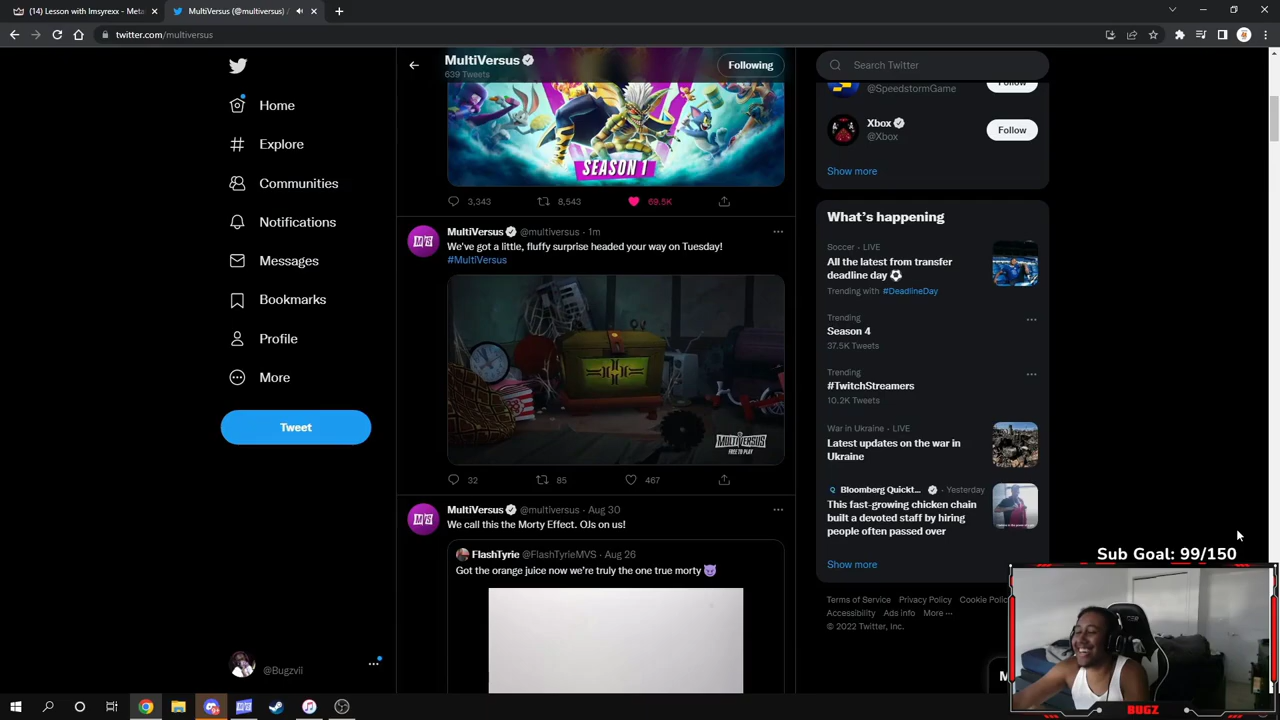 (14) Lesson with Imsyrexx - Meta
MultiVersus (@multiversus) /
twitter.com/multiversus
Home
Explore
Communities
Notifications
Messages
Bookmarks
Profile
More
Tweet
@Bugzvii
MultiVersus
639 Tweets
Following
SEASON 1
3,343
8,543
69.5K
MultiVersus @multiversus · 1m
We've got a little, fluffy surprise headed your way on Tuesday!
#MultiVersus
MULTIVERSUS
FREE TO PLAY
32
85
467
MultiVersus @multiversus · Aug 30
We call this the Morty Effect. OJs on us!
FlashTyrie @FlashTyrieMVS · Aug 26
Got the orange juice now we're truly the one true morty 😈
Search Twitter
@SpeedstormGame
Follow
Xbox
@Xbox
Follow
Show more
What's happening
Soccer · LIVE
All the latest from transfer
deadline day ⚽
Trending with #DeadlineDay
Trending
Season 4
37.5K Tweets
Trending
#TwitchStreamers
10.2K Tweets
War in Ukraine · LIVE
Latest updates on the war in
Ukraine
Bloomberg Quickt... · Yesterday
This fast-growing chicken chain
built a devoted staff by hiring
people often passed over
Show more
Terms of Service Privacy Policy Cookie Polic
Accessibility Ads info More ···
© 2022 Twitter, Inc.
Sub Goal: 99/150
BUGZ